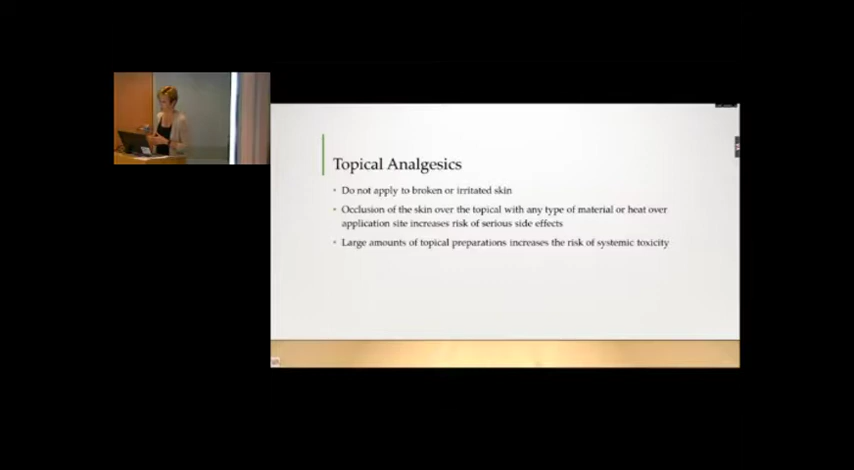 Topical Analgesics
• Do not apply to broken or irritated skin
• Occlusion of the skin over the topical with any type of material or heat over
application site increases risk of serious side effects
• Large amounts of topical preparations increases the risk of systemic toxicity